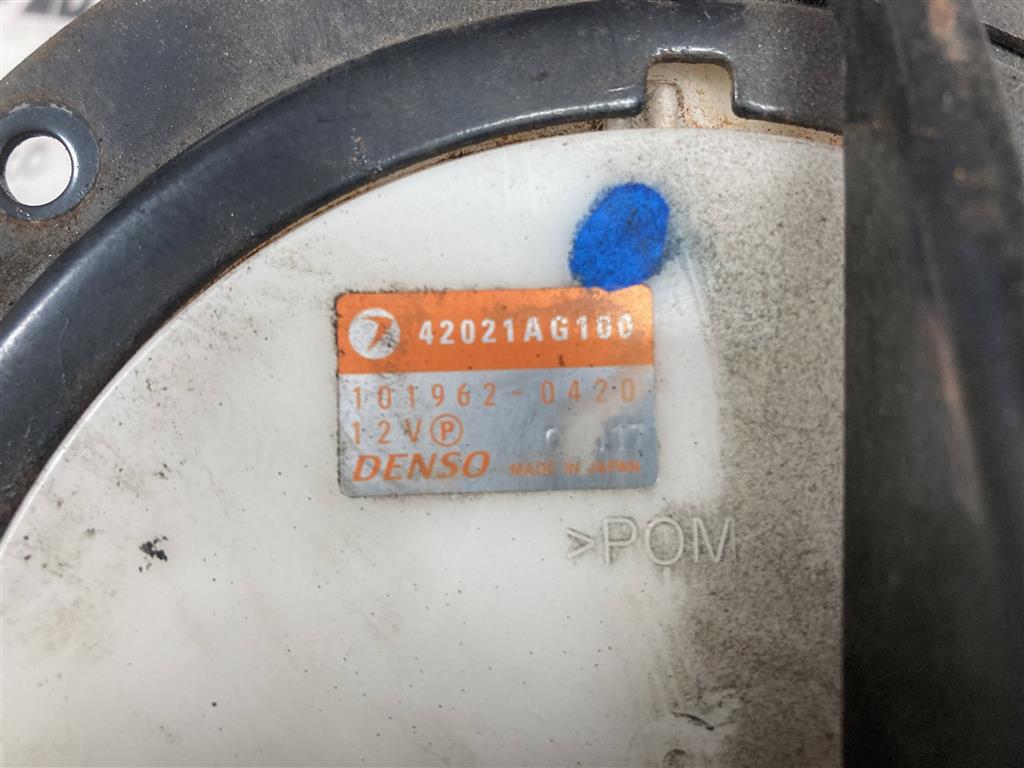 42021AG100
101962-0420
12V P
DENSO MADE IN JAPAN
>POM